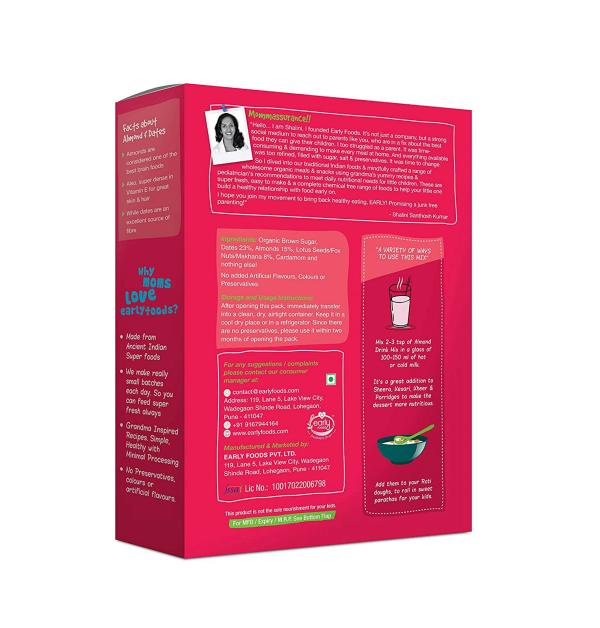 Facts about
Almond & Dates
Almonds are
considered one of the
best brain foods
Also, super dense in
Vitamin E for great
skin & hair
While dates are an
excellent source of
fibre
Why
moms
LOVE
earlyfoods?
• Made from
Ancient Indian
Super foods
• We make really
small batches
each day. So you
can feed super
fresh always
• Grandma Inspired
Recipes, Simple,
Healthy with
Minimal Processing
• No Preservatives,
colours or
artificial flavours.
Mommassurance!!
"Hello... I am Shalini, I founded Early Foods. It's not just a company, but a strong
social medium to reach out to parents like you, who are in a fix about the best
food they can give their children. I too struggled as a parent. It was time-
consuming & demanding to make every meal at home. And everything available
was too refined, filled with sugar, salt & preservatives. It was time to change.
So I dived into our traditional Indian foods & mindfully crafted a range of
wholesome organic meals & snacks using grandma's yummy recipes &
pediatrician's recommendations to meet daily nutritional needs for little children. These are
super fresh, easy to make & a complete chemical free range of foods to help your little one
build a healthy relationship with food early on.
I hope you join my movement to bring back healthy eating, EARLY! Promising a junk free
parenting!"
- Shalini Santhosh Kumar
Ingredients: Organic Brown Sugar,
Dates 23%, Almonds 15%, Lotus Seeds/Fox
Nuts/Makhana 8%, Cardamom and
nothing else!
No added Artificial Flavours, Colours or
Preservatives
Storage and Usage Instructions:
After opening this pack, immediately transfer
into a clean, dry, airtight container. Keep it in a
cool dry place or in a refrigerator. Since there
are no preservatives, please use it within two
months of opening the pack.
For any suggestions / complaints
please contact our consumer
manager at:
contact@earlyfoods.com
Address: 119, Lane 5, Lake View City,
Wadegaon Shinde Road, Lohegaon,
Pune - 411047
+91 9167944164
www.earlyfoods.com
early
foods
Manufactured & Marketed by:
EARLY FOODS PVT. LTD.
119, Lane 5, Lake View City, Wadegaon
Shinde Road, Lohegaon, Pune - 411047
fssai Lic No.: 10017022006798
This product is not the sole nourishment for your kids.
For MFD / Expiry / M.R.P. See Bottom Flap
"A VARIETY OF WAYS
TO USE THIS MIX"
Mix 2-3 tsp of Almond
Drink Mix in a glass of
100-150 ml of hot
or cold milk.
It's a great addition to
Sheera, Kesari, Kheer &
Porridges to make the
dessert more nutritious.
Add them to your Roti
doughs, to roll in sweet
parathas for your kids.